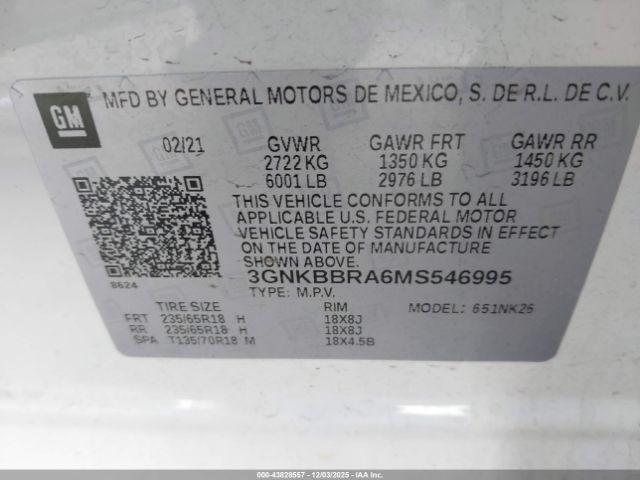 GM
MFD BY GENERAL MOTORS DE MEXICO, S. DE R.L. DE C.V.
02/21 GVWR GAWR FRT GAWR RR
2722 KG 1350 KG 1450 KG
6001 LB 2976 LB 3196 LB
THIS VEHICLE CONFORMS TO ALL
APPLICABLE U.S. FEDERAL MOTOR
VEHICLE SAFETY STANDARDS IN EFFECT
ON THE DATE OF MANUFACTURE
SHOWN ABOVE.
3GNKBBRA6MS546995
8624 TYPE: M.P.V. MODEL: 651NK26
TIRE SIZE RIM
FRT 235/65R18 H 18X8J
RR 235/65R18 H 18X8J
SPA T135/70R18 M 18X4.5B
000-43828557 - 12/03/2025 - IAAI.COM